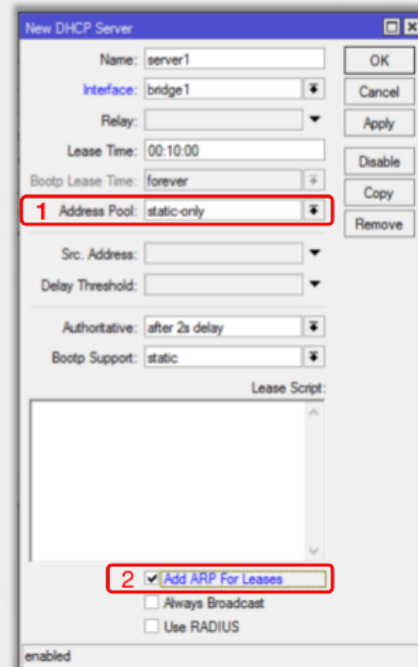 New DHCP Server
Name: server1
OK
Interface: bridge1
Cancel
Relay:
Apply
Lease Time: 00:10:00
Disable
Bootp Lease Time: forever
Copy
1 Address Pool: static-only
Remove
Src. Address:
Delay Threshold:
Authoritative: after 2s delay
Bootp Support: static
Lease Script:
2 Add ARP For Leases
Always Broadcast
Use RADIUS
enabled